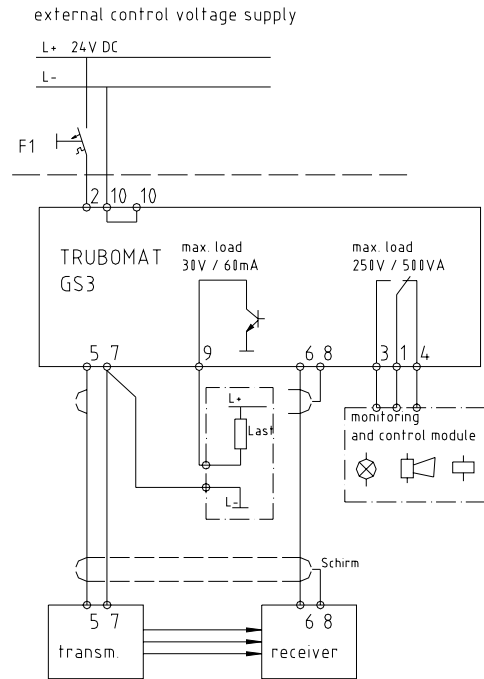 external control voltage supply
L+ 24V DC
L-
F1
2 10 10
TRUBOMAT
GS3
max. load
30V / 60mA
max. load
250V / 500VA
5 7 9 6 8 3 1 4
L+
Last
L-
monitoring
and control module
Schirm
5 7 6 8
transm.
receiver